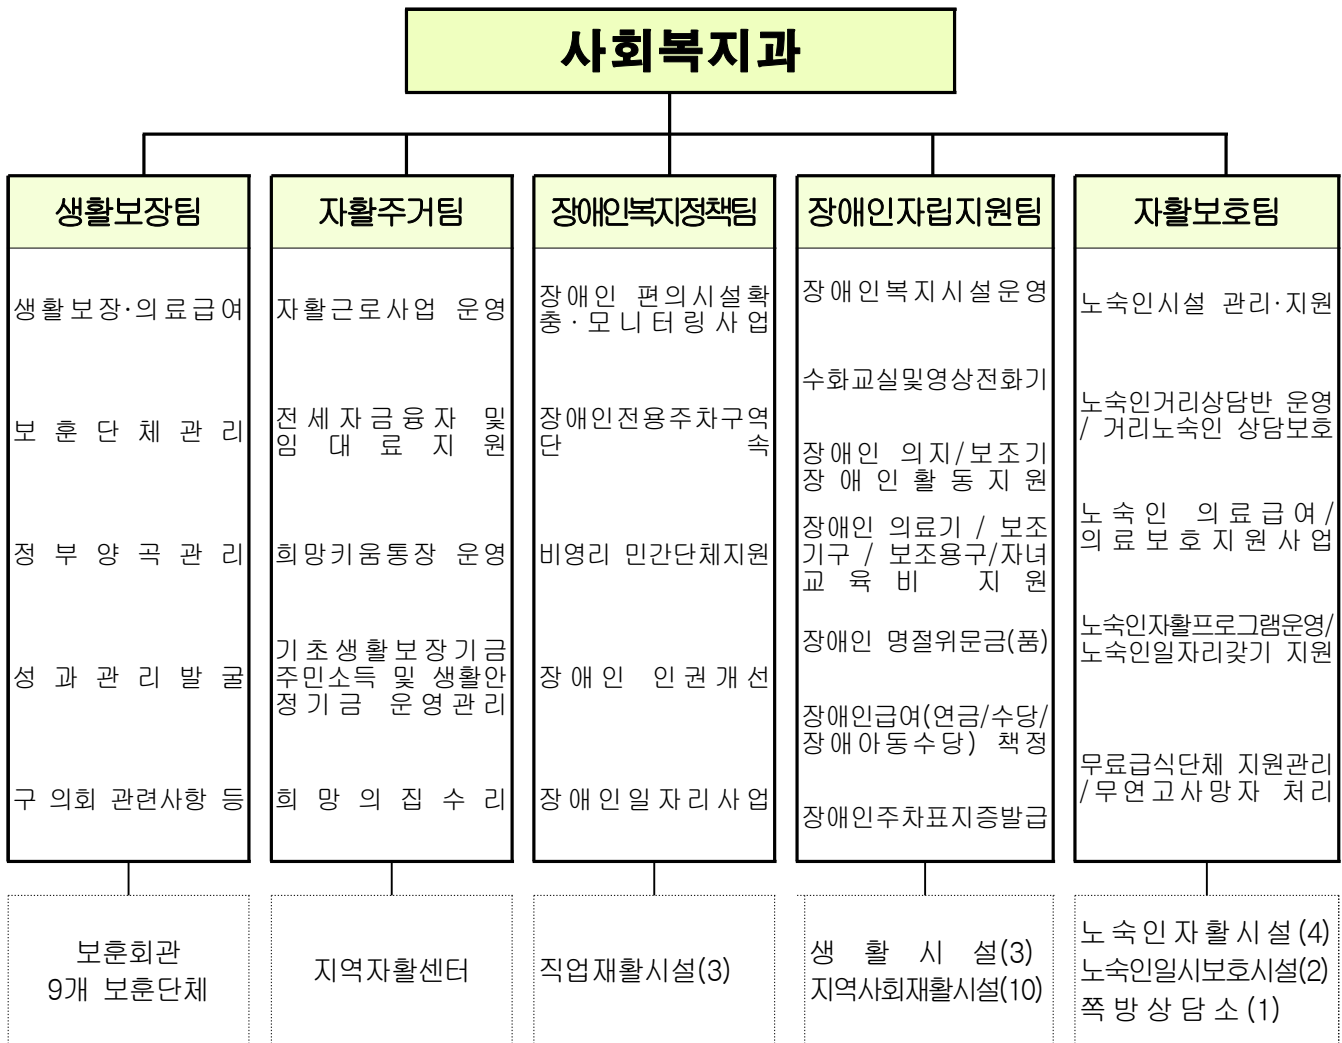 사회복지과
생활보장팀
생활보장·의료급여
보훈단체관리
정부양곡관리
성과관리발굴
구 의회 관련사항 등
보훈회관
9개 보훈단체
자활주거팀
자활근로사업 운영
전세자금융자 및
임대료지원
희망키움통장 운영
기초생활보장기금
주민소득 및 생활안
정기금 운영관리
희망의집수리
지역자활센터
장애인복지정책팀
장애인 편의시설확
충·모니터링사업
장애인전용주차구역
단속
비영리 민간단체지원
장애인 인권개선
장애인일자리사업
직업재활시설(3)
장애인자립지원팀
장애인복지시설운영
수화교실및영상전화기
장애인 의지/보조기
장애인활동지원
장애인 의료기 / 보조
기구 / 보조용구/자녀
교육비 지원
장애인 명절위문금(품)
장애인급여(연금/수당/
장애아동수당) 책정
장애인주차표지증발급
생활시설(3)
지역사회재활시설(10)
자활보호팀
노숙인시설 관리·지원
노숙인거리상담반 운영
/ 거리노숙인 상담보호
노숙인 의료급여/
의료보호지원사업
노숙인자활프로그램운영/
노숙인일자리갖기 지원
무료급식단체 지원관리
/무연고사망자 처리
노숙인자활시설(4)
노숙인일시보호시설(2)
쪽방상담소(1)